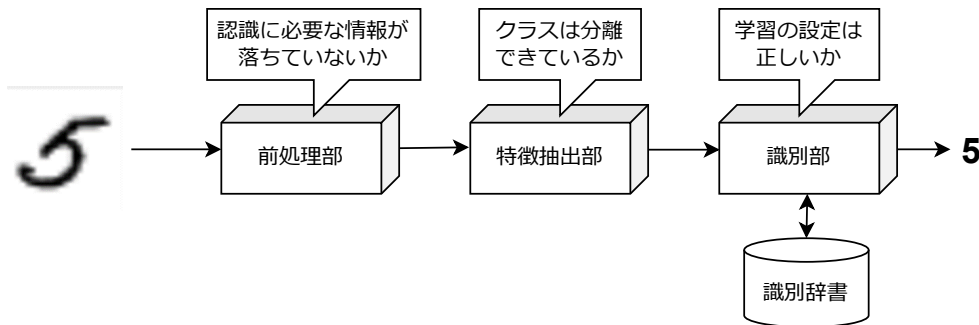 認識に必要な情報が
落ちていないか
クラスは分離
できているか
学習の設定は
正しいか
5
前処理部
特徴抽出部
識別部
5
識別辞書